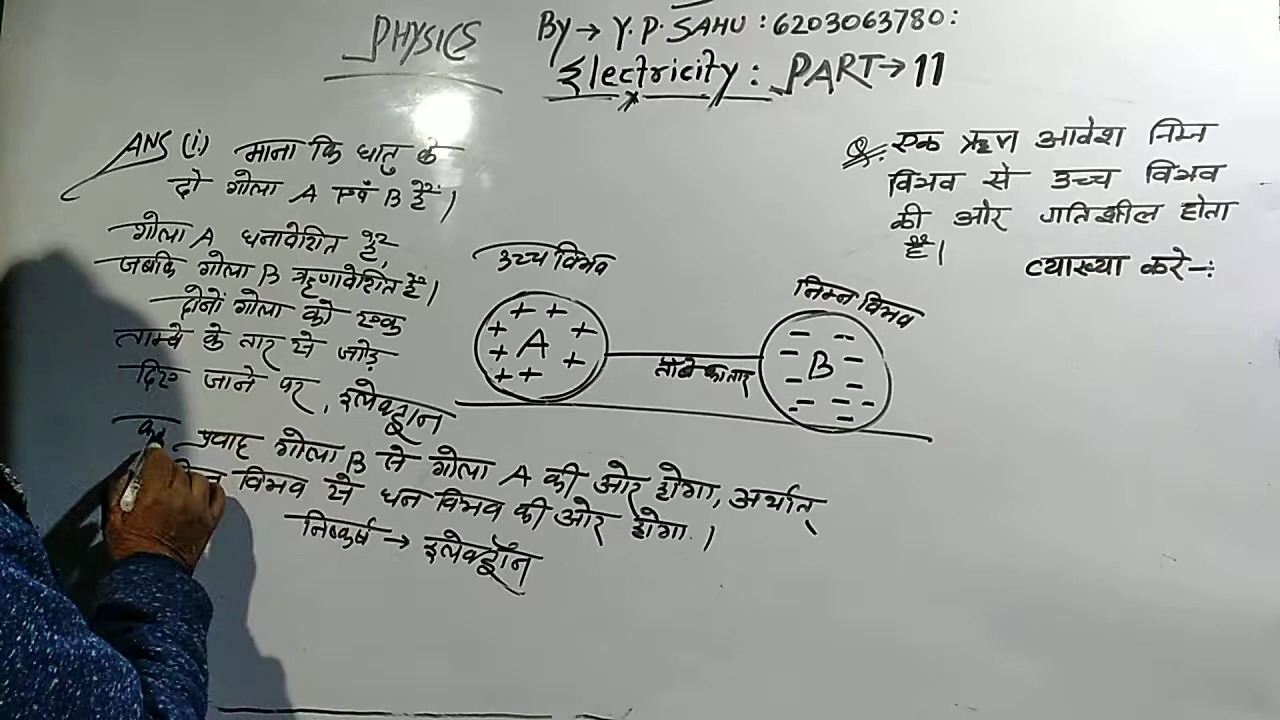 PHYSICS
By → Y.P. SAHU : 6203063780 :
Electricity : PART → 11
ANS (i) माना कि धातु के
दो गोला A एवं B हैं।
गोला A धनावेशित है,
जबकि गोला B ऋणावेशित है।
दोनों गोला को एक
ताम्बे के तार से जोड़
दिए जाने पर, इलेक्ट्रान
का प्रवाह गोला B से गोला A की ओर होगा, अर्थात्
विभव से धन विभव की ओर होगा।
निष्कर्ष → इलेक्ट्रॉन
उच्च विभव
A
तांबे का तार
निम्न विभव
B
Q. एक ऋण आवेश निम्न
विभव से उच्च विभव
की ओर गतिशील होता
है।
व्याख्या करे -: